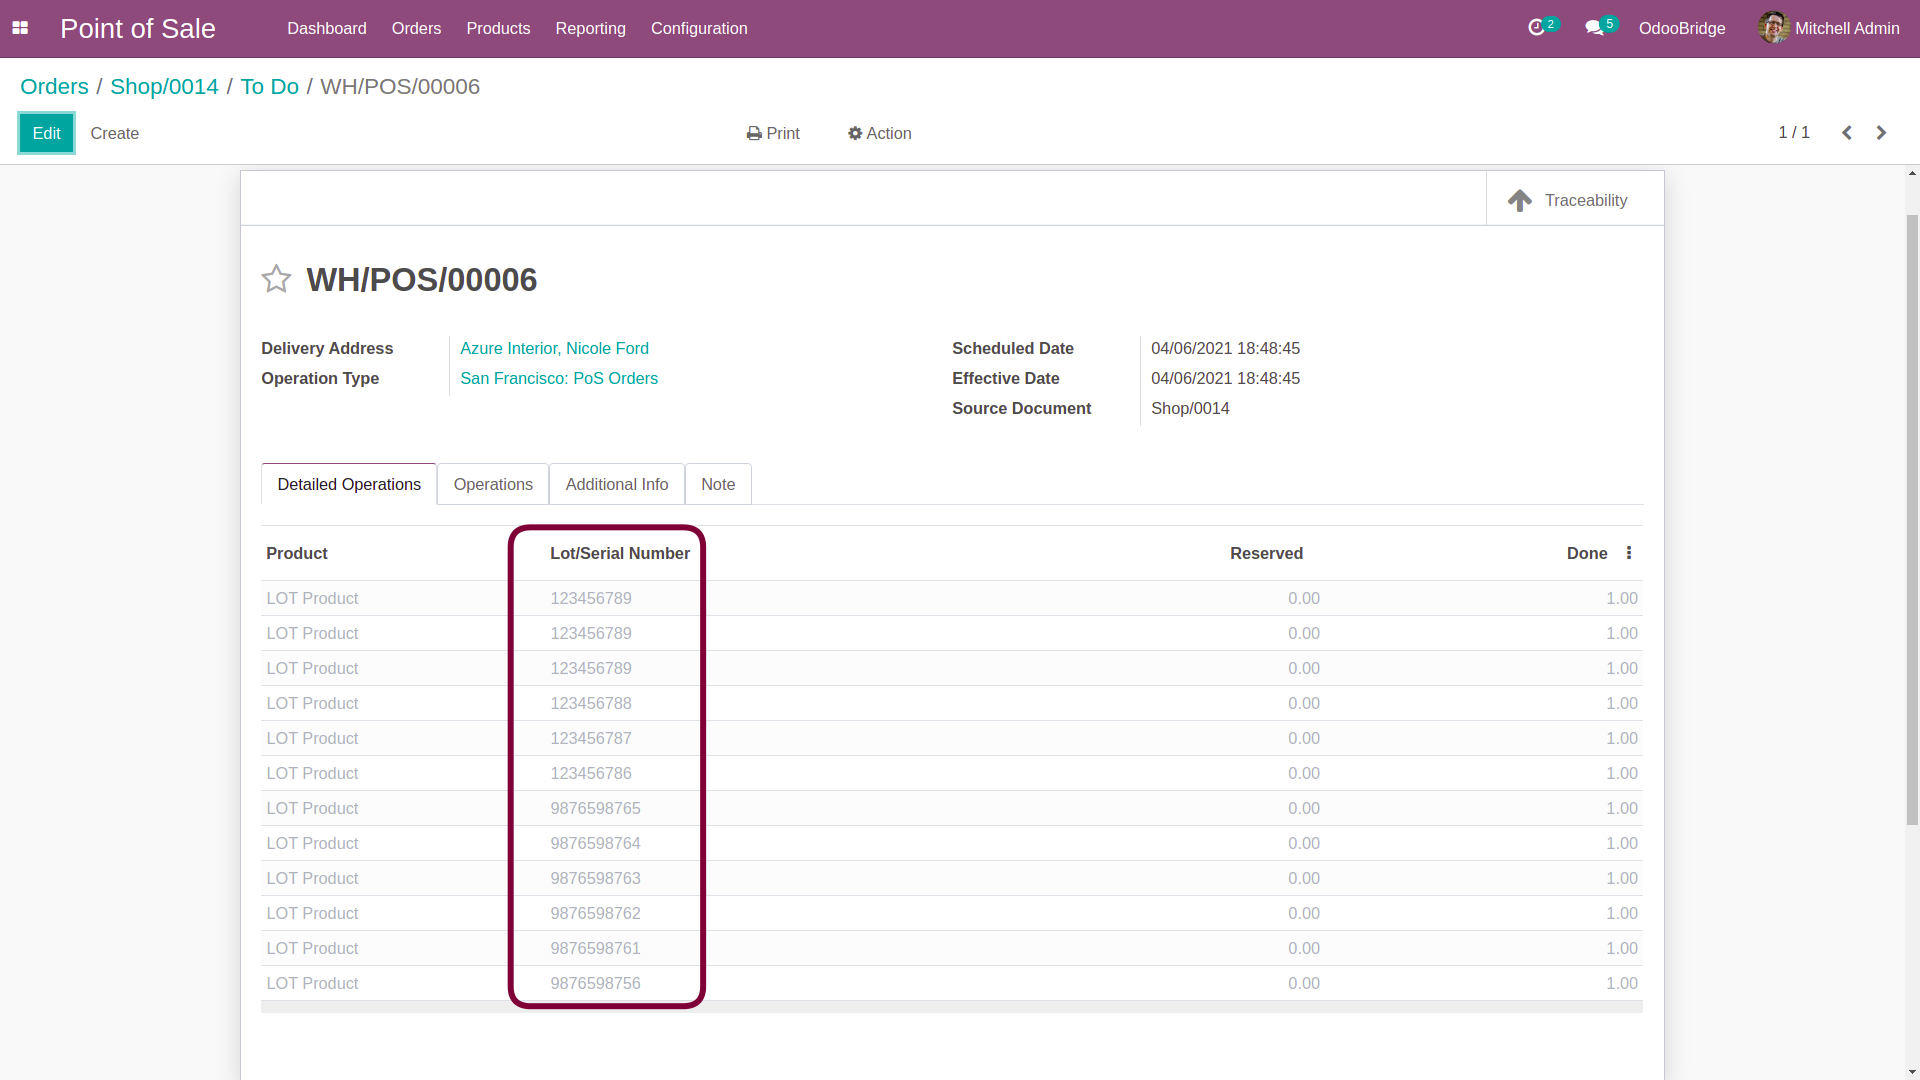 Point of Sale Dashboard Orders Products Reporting Configuration 2 5 OdooBridge Mitchell Admin
Orders / Shop/0014 / To Do / WH/POS/00006
Edit Create Print Action 1 / 1
Traceability
WH/POS/00006
Delivery Address Azure Interior, Nicole Ford Scheduled Date 04/06/2021 18:48:45
Operation Type San Francisco: PoS Orders Effective Date 04/06/2021 18:48:45
Source Document Shop/0014
Detailed Operations Operations Additional Info Note
Product Lot/Serial Number Reserved Done
LOT Product 123456789 0.00 1.00
LOT Product 123456789 0.00 1.00
LOT Product 123456789 0.00 1.00
LOT Product 123456788 0.00 1.00
LOT Product 123456787 0.00 1.00
LOT Product 123456786 0.00 1.00
LOT Product 9876598765 0.00 1.00
LOT Product 9876598764 0.00 1.00
LOT Product 9876598763 0.00 1.00
LOT Product 9876598762 0.00 1.00
LOT Product 9876598761 0.00 1.00
LOT Product 9876598756 0.00 1.00